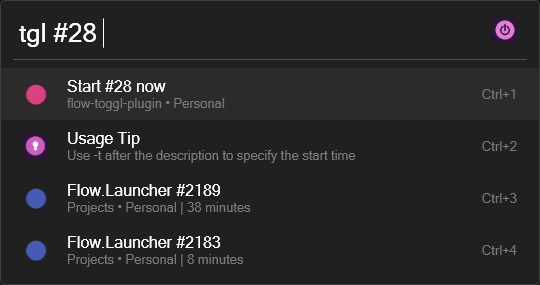 tgl #28
Start #28 now
flow-toggl-plugin • Personal
Ctrl+1
Usage Tip
Use -t after the description to specify the start time
Ctrl+2
Flow.Launcher #2189
Projects • Personal | 38 minutes
Ctrl+3
Flow.Launcher #2183
Projects • Personal | 8 minutes
Ctrl+4